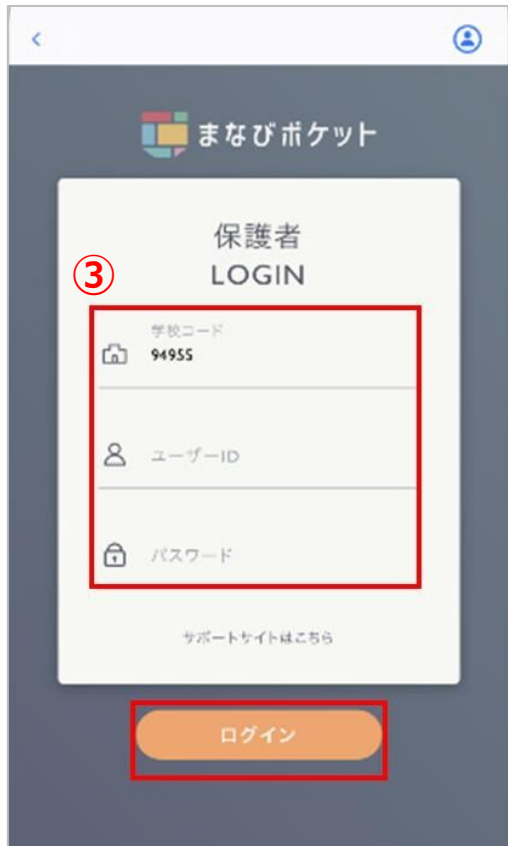 まなびポケット
保護者
LOGIN
③
学校コード
94955
ユーザーID
パスワード
サポートサイトはこちら
ログイン